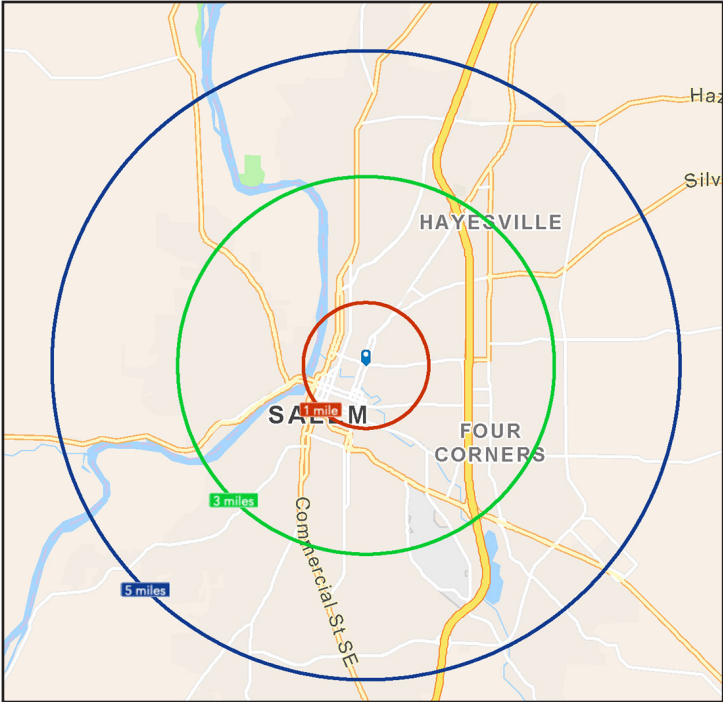 Haz
Silv
HAYESVILLE
1 mile
FOUR
CORNERS
3 miles
Commercial St SE
5 miles